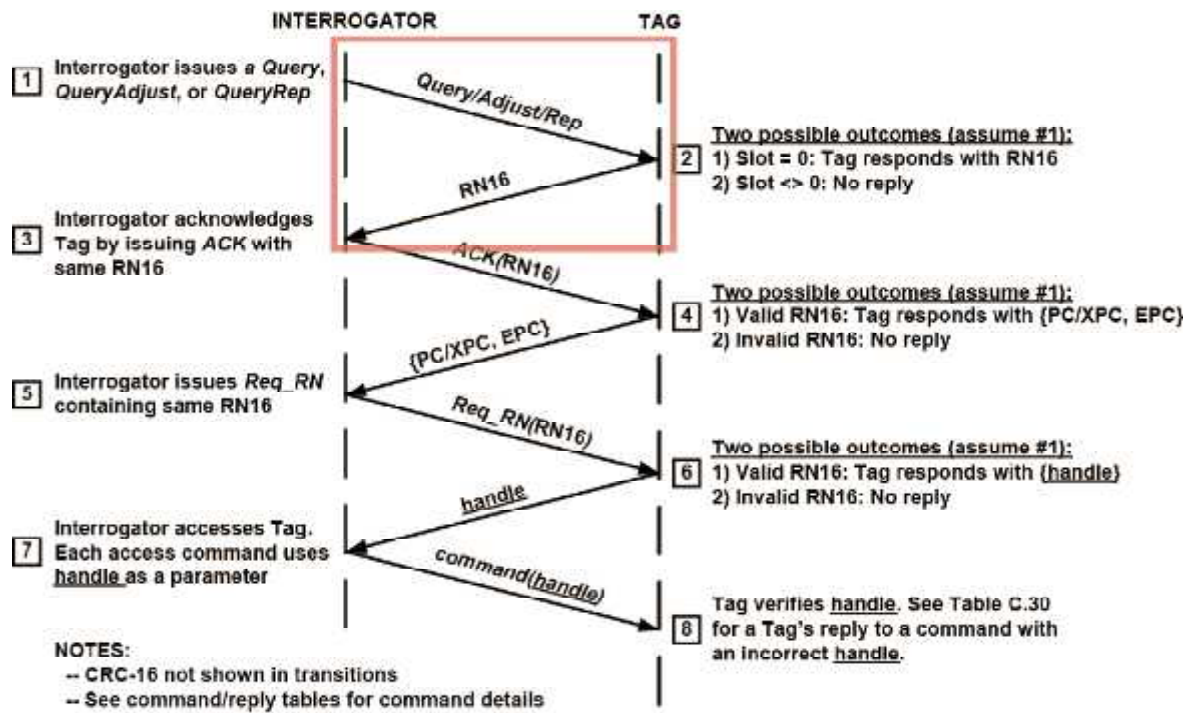 INTERROGATOR
TAG
1
Interrogator issues a Query,
QueryAdjust, or QueryRep
Query/Adjust/Rep
2
Two possible outcomes (assume #1):
1) Slot = 0: Tag responds with RN16
2) Slot <> 0: No reply
RN16
3
Interrogator acknowledges
Tag by issuing ACK with
same RN16
ACK(RN16)
4
Two possible outcomes (assume #1):
1) Valid RN16: Tag responds with {PC/XPC, EPC}
2) Invalid RN16: No reply
{PC/XPC, EPC}
5
Interrogator issues Req_RN
containing same RN16
Req_RN(RN16)
6
Two possible outcomes (assume #1):
1) Valid RN16: Tag responds with {handle}
2) Invalid RN16: No reply
handle
7
Interrogator accesses Tag.
Each access command uses
handle as a parameter
command(handle)
8
Tag verifies handle. See Table C.30
for a Tag's reply to a command with
an incorrect handle.
NOTES:
-- CRC-16 not shown in transitions
-- See command/reply tables for command details